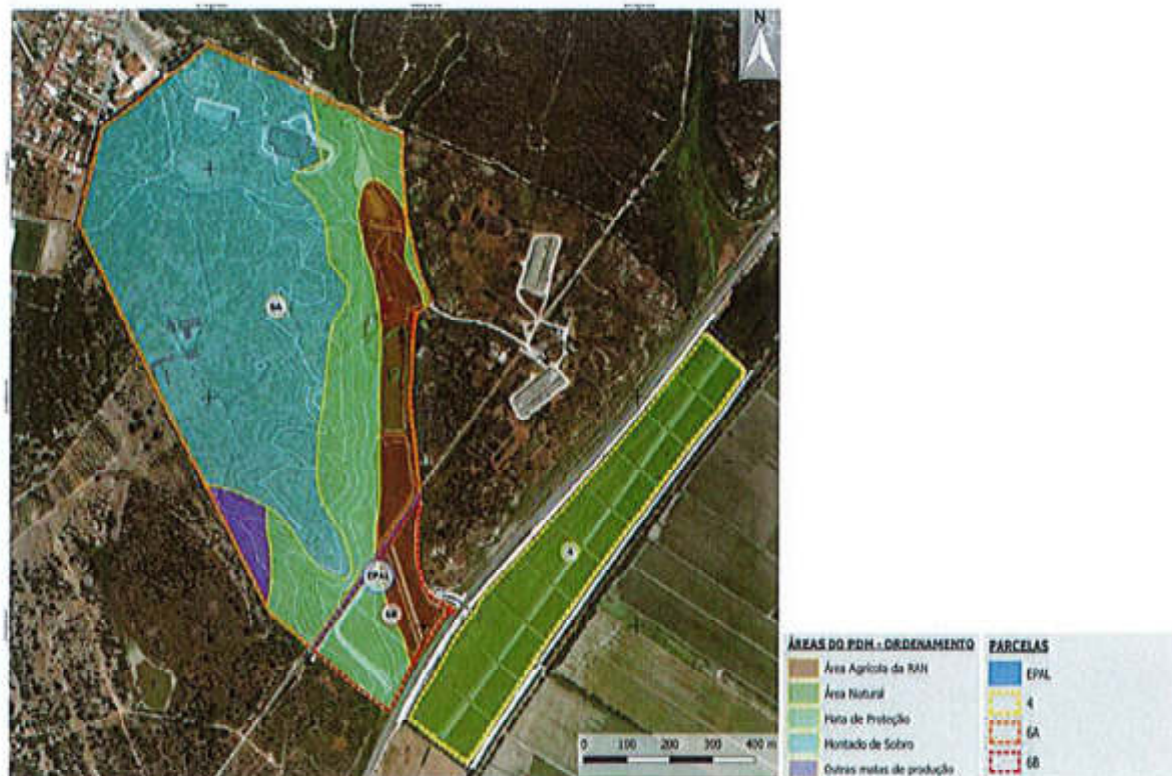 N
6A
4
EPAL
6B
0 100 200 300 400 m
ÁREAS DO PDM - ORDENAMENTO
Área Agrícola da RAN
Área Natural
Mata de Proteção
Montado de Sobro
Outras matas de produção
PARCELAS
EPAL
4
6A
6B